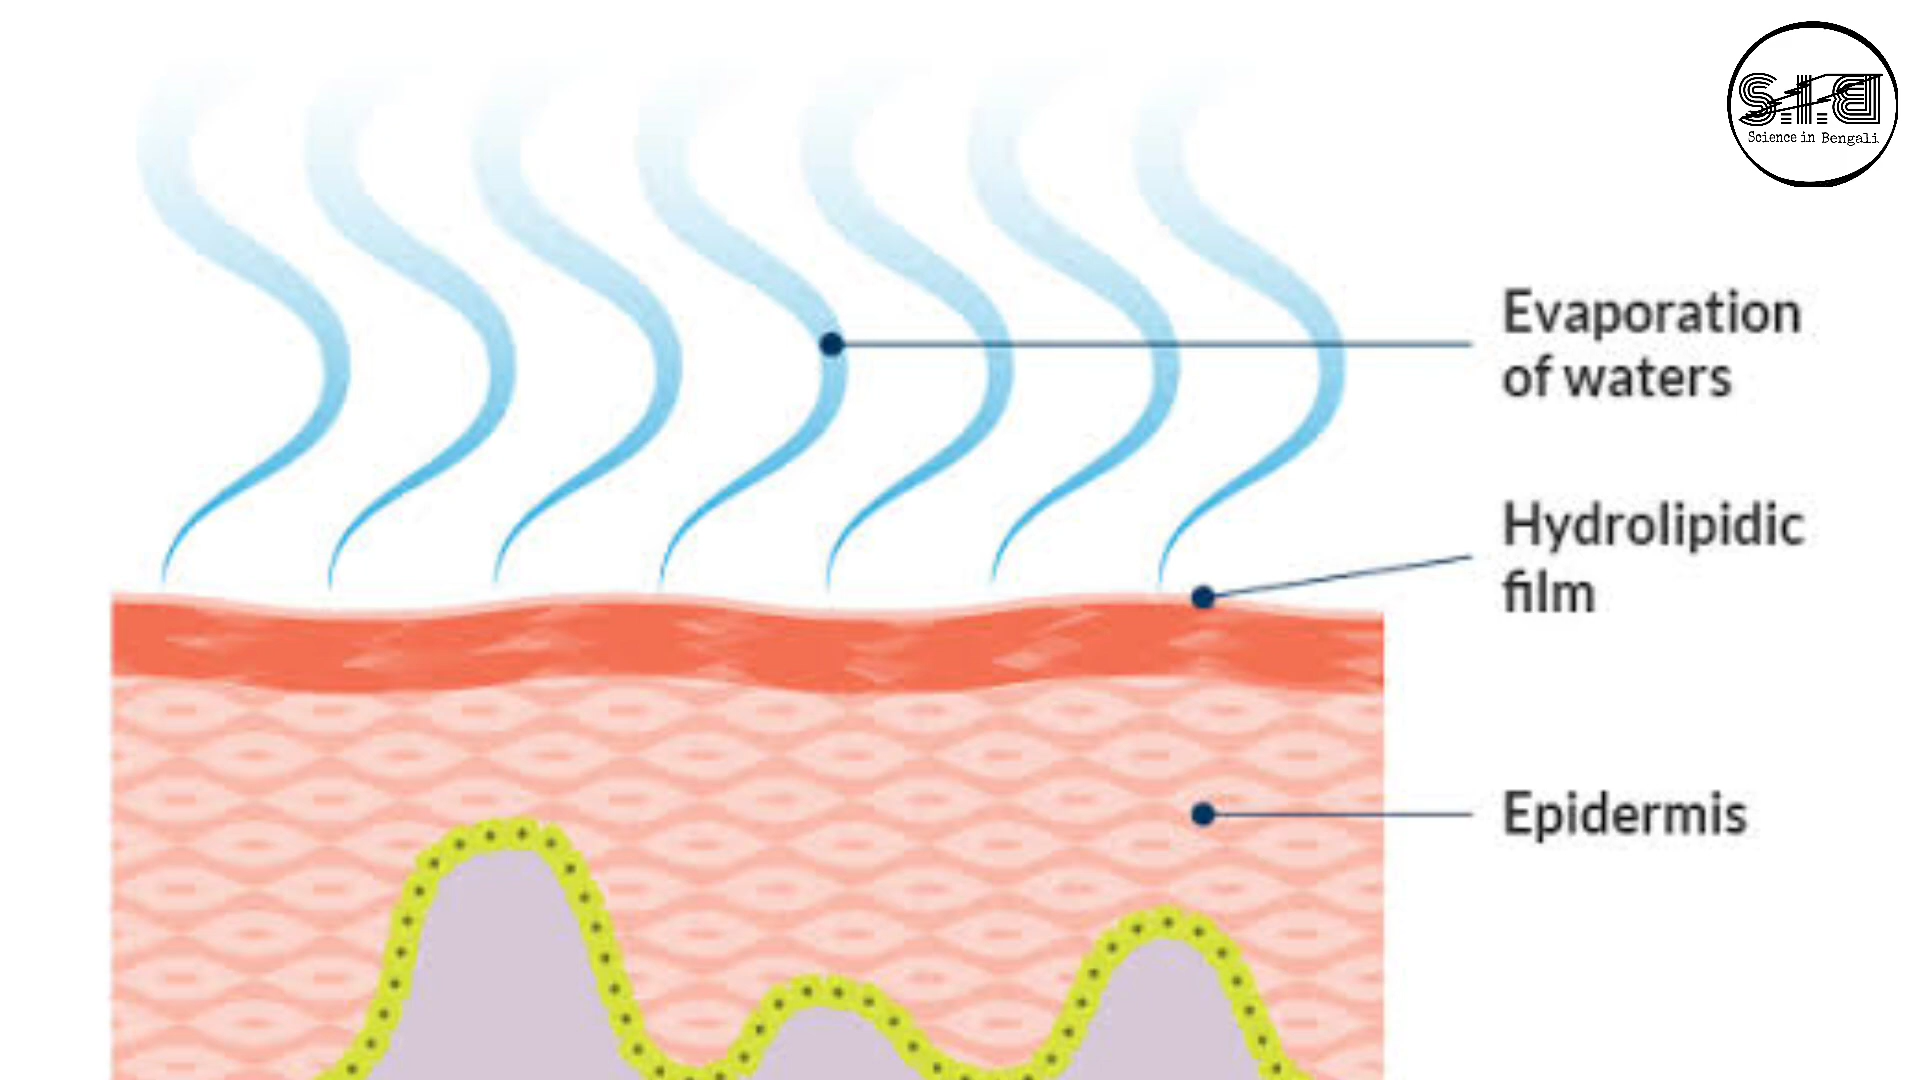 S.I.B
Science in Bengali
Evaporation
of waters
Hydrolipidic
film
Epidermis